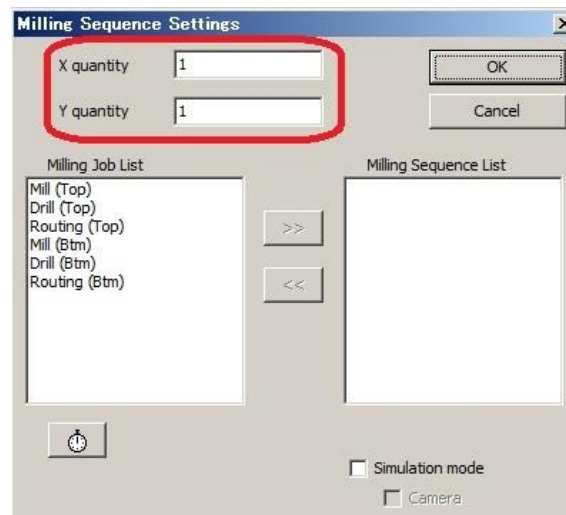 Milling Sequence Settings
X quantity 1
OK
Y quantity 1
Cancel
Milling Job List
Milling Sequence List
Mill (Top)
Drill (Top)
Routing (Top)
Mill (Btm)
Drill (Btm)
Routing (Btm)
>>
<<
Simulation mode
Camera